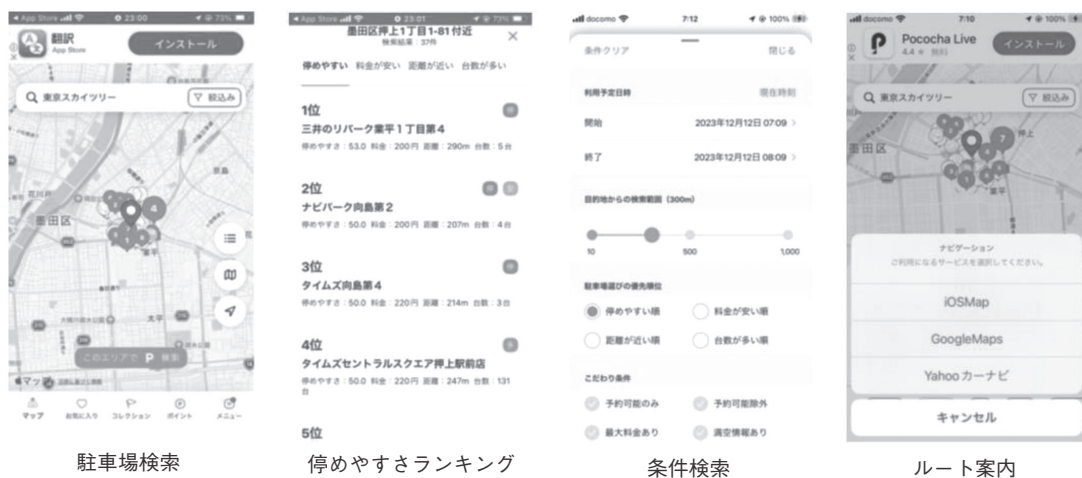 App Store
23:00
73%
翻訳
App Store
インストール
東京スカイツリー
絞込み
墨田区
業平
太平
このエリアで P 検索
マップ
お気に入り
コレクション
ポイント
メニュー
駐車場検索
App Store
23:01
73%
墨田区押上1丁目1-81 付近
検索結果:37件
停めやすい 料金が安い 距離が近い 台数が多い
1位
三井のリパーク業平1丁目第4
停めやすさ:53.0 料金:200円 距離:290m 台数:5台
2位
ナビパーク向島第2
停めやすさ:50.0 料金:200円 距離:207m 台数:4台
3位
タイムズ向島第4
停めやすさ:50.0 料金:220円 距離:214m 台数:3台
4位
タイムズセントラルスクエア押上駅前店
停めやすさ:50.0 料金:220円 距離:247m 台数:131
台
5位
停めやすさランキング
docomo
7:12
100%
条件クリア
閉じる
利用予定日時
現在時刻
開始
2023年12月12日 07:09
終了
2023年12月12日 08:09
目的地からの検索範囲(300m)
10
500
1,000
駐車場選びの優先順位
停めやすい順
料金が安い順
距離が近い順
台数が多い順
こだわり条件
予約可能のみ
予約可能除外
最大料金あり
満空情報あり
条件検索
docomo
7:10
100%
Pococha Live
4.4 ★ 無料
インストール
東京スカイツリー
絞込み
押上
墨田区
業平
ナビゲーション
ご利用になるサービスを選択してください。
iOSMap
GoogleMaps
Yahooカーナビ
キャンセル
ルート案内